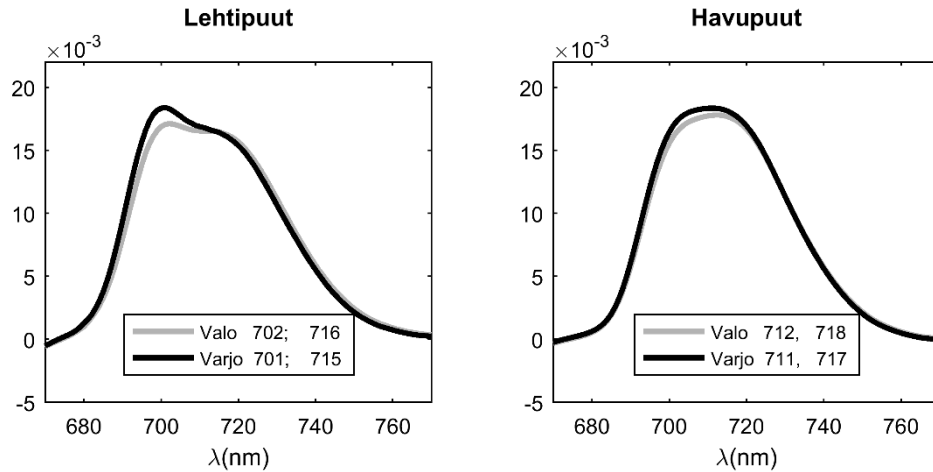 Lehtipuut
×10⁻³
20
15
10
5
0
-5
Valo 702; 716
Varjo 701; 715
680 700 720 740 760
λ(nm)
Havupuut
×10⁻³
20
15
10
5
0
-5
Valo 712, 718
Varjo 711, 717
680 700 720 740 760
λ(nm)